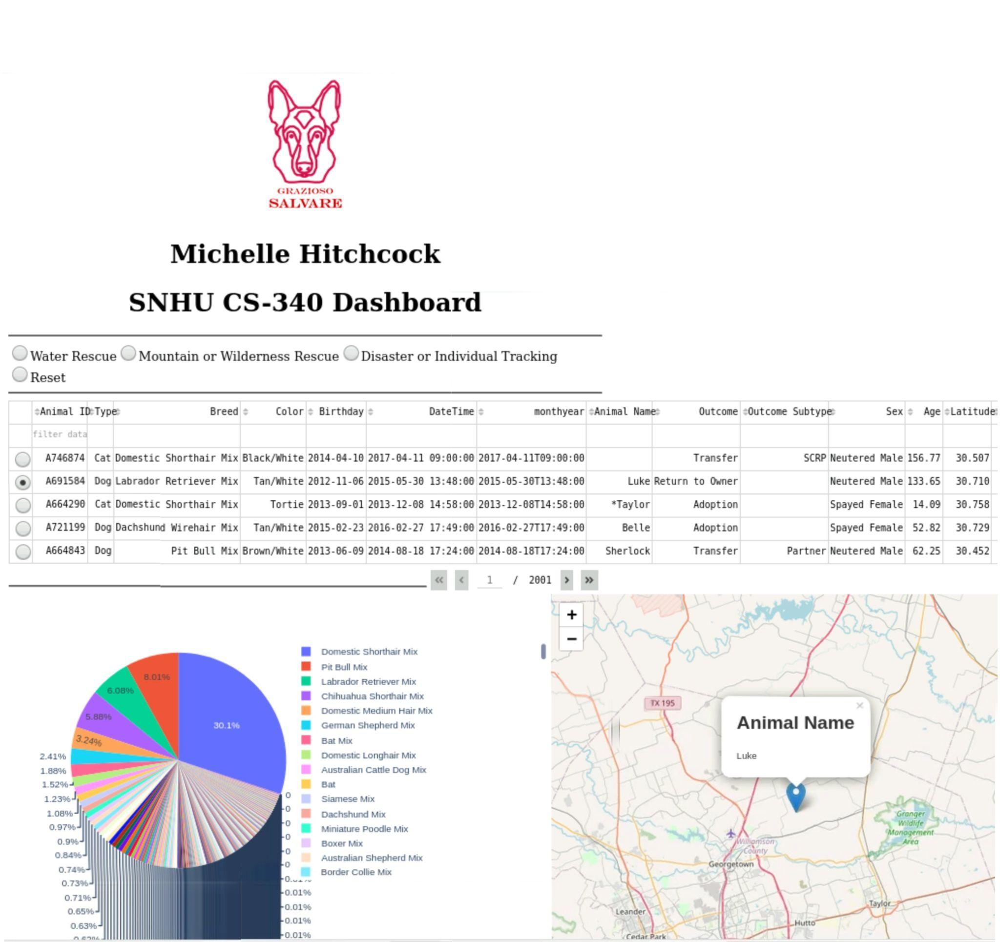 GRAZIOSO
SALVARE
Michelle Hitchcock
SNHU CS-340 Dashboard
Water Rescue Mountain or Wilderness Rescue Disaster or Individual Tracking
Reset
Animal ID Type Breed Color Birthday DateTime monthyear Animal Name Outcome Outcome Subtype Sex Age Latitude
filter data
A746874 Cat Domestic Shorthair Mix Black/White 2014-04-10 2017-04-11 09:00:00 2017-04-11T09:00:00 Transfer SCRP Neutered Male 156.77 30.507
A691584 Dog Labrador Retriever Mix Tan/White 2012-11-06 2015-05-30 13:48:00 2015-05-30T13:48:00 Luke Return to Owner Neutered Male 133.65 30.710
A664290 Cat Domestic Shorthair Mix Tortie 2013-09-01 2013-12-08 14:58:00 2013-12-08T14:58:00 *Taylor Adoption Spayed Female 14.09 30.758
A721199 Dog Dachshund Wirehair Mix Tan/White 2015-02-23 2016-02-27 17:49:00 2016-02-27T17:49:00 Belle Adoption Spayed Female 52.82 30.729
A664843 Dog Pit Bull Mix Brown/White 2013-06-09 2014-08-18 17:24:00 2014-08-18T17:24:00 Sherlock Transfer Partner Neutered Male 62.25 30.452
« ‹ 1 / 2001 › »
8.01%
6.08%
5.88%
3.24%
30.1%
2.41%
1.88%
1.52%
1.23%
1.08%
0.97%
0.9%
0.84%
0.74%
0.73%
0.71%
0.65%
0.63%
0
0
0
0
0
0
0.01%
0.01%
0.01%
0.01%
Domestic Shorthair Mix
Pit Bull Mix
Labrador Retriever Mix
Chihuahua Shorthair Mix
Domestic Medium Hair Mix
German Shepherd Mix
Bat Mix
Domestic Longhair Mix
Australian Cattle Dog Mix
Bat
Siamese Mix
Dachshund Mix
Miniature Poodle Mix
Boxer Mix
Australian Shepherd Mix
Border Collie Mix
+
−
TX 195
×
Animal Name
Luke
Granger
Wildlife
Management
Area
Williamson
County
Georgetown
Taylor
Leander
Hutto
Cedar Park